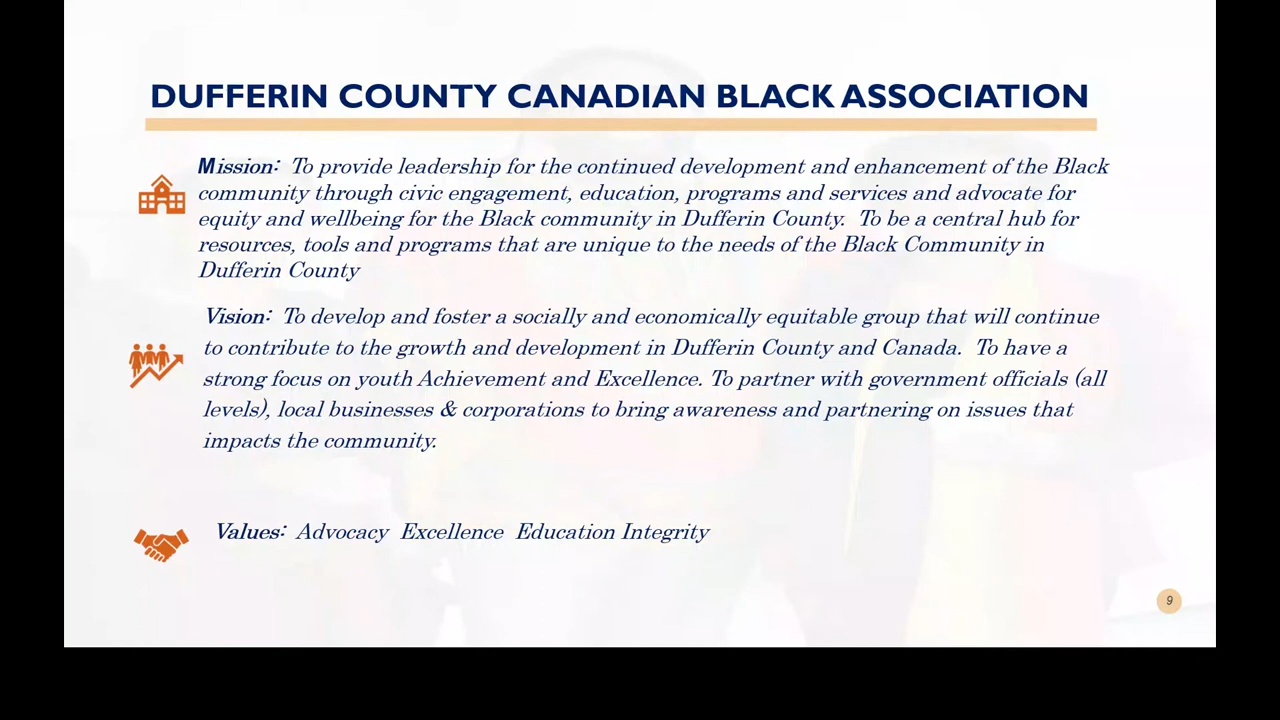 DUFFERIN COUNTY CANADIAN BLACK ASSOCIATION
Mission: To provide leadership for the continued development and enhancement of the Black
community through civic engagement, education, programs and services and advocate for
equity and wellbeing for the Black community in Dufferin County. To be a central hub for
resources, tools and programs that are unique to the needs of the Black Community in
Dufferin County
Vision: To develop and foster a socially and economically equitable group that will continue
to contribute to the growth and development in Dufferin County and Canada. To have a
strong focus on youth Achievement and Excellence. To partner with government officials (all
levels), local businesses & corporations to bring awareness and partnering on issues that
impacts the community.
Values: Advocacy Excellence Education Integrity
9